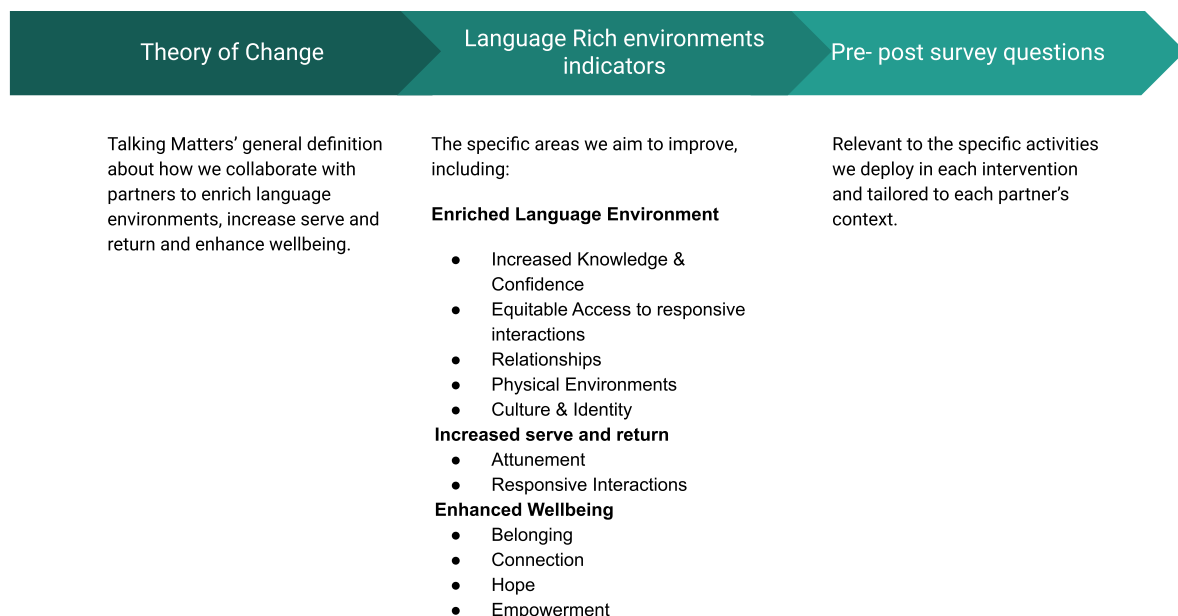 Theory of Change
Language Rich environments
indicators
Pre- post survey questions
Talking Matters’ general definition
about how we collaborate with
partners to enrich language
environments, increase serve and
return and enhance wellbeing.
The specific areas we aim to improve,
including:
Enriched Language Environment
● Increased Knowledge &
Confidence
● Equitable Access to responsive
interactions
● Relationships
● Physical Environments
● Culture & Identity
Increased serve and return
● Attunement
● Responsive Interactions
Enhanced Wellbeing
● Belonging
● Connection
● Hope
● Empowerment
Relevant to the specific activities
we deploy in each intervention
and tailored to each partner’s
context.